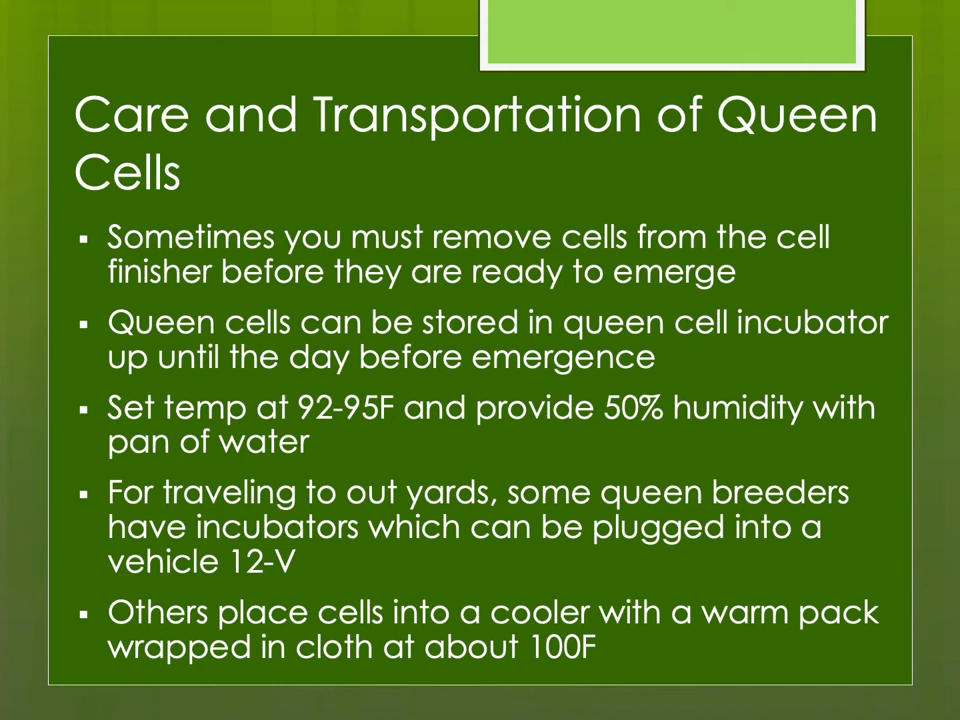 Care and Transportation of Queen
Cells
▪ Sometimes you must remove cells from the cell
finisher before they are ready to emerge
▪ Queen cells can be stored in queen cell incubator
up until the day before emergence
▪ Set temp at 92-95F and provide 50% humidity with
pan of water
▪ For traveling to out yards, some queen breeders
have incubators which can be plugged into a
vehicle 12-V
▪ Others place cells into a cooler with a warm pack
wrapped in cloth at about 100F